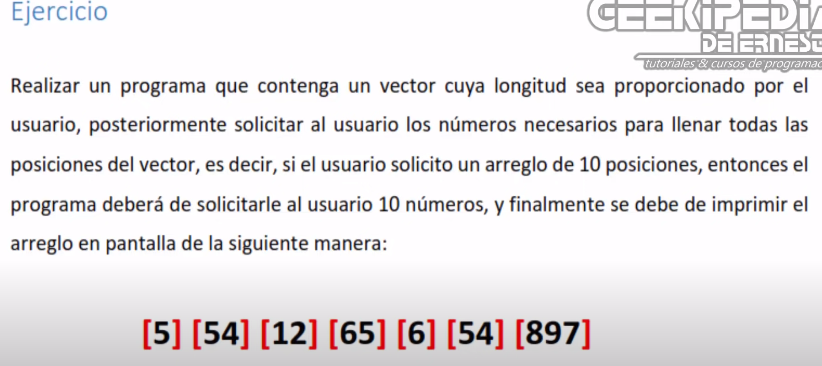 Ejercicio
GEEKIPEDIA
DE ERNEST
tutoriales & cursos de programac
Realizar un programa que contenga un vector cuya longitud sea proporcionado por el
usuario, posteriormente solicitar al usuario los números necesarios para llenar todas las
posiciones del vector, es decir, si el usuario solicito un arreglo de 10 posiciones, entonces el
programa deberá de solicitarle al usuario 10 números, y finalmente se debe de imprimir el
arreglo en pantalla de la siguiente manera:
[5] [54] [12] [65] [6] [54] [897]